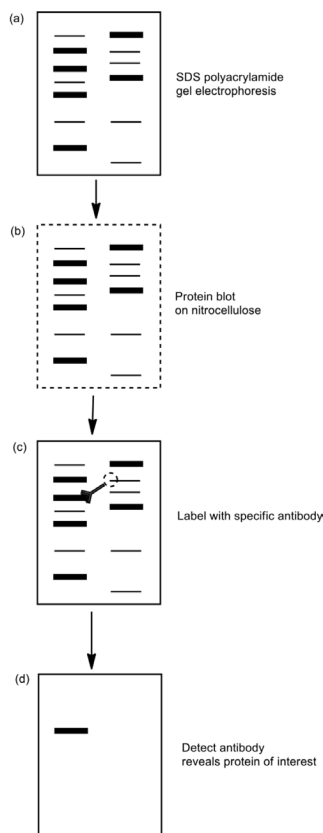 (a)
SDS polyacrylamide
gel electrophoresis
(b)
Protein blot
on nitrocellulose
(c)
Label with specific antibody
(d)
Detect antibody
reveals protein of interest